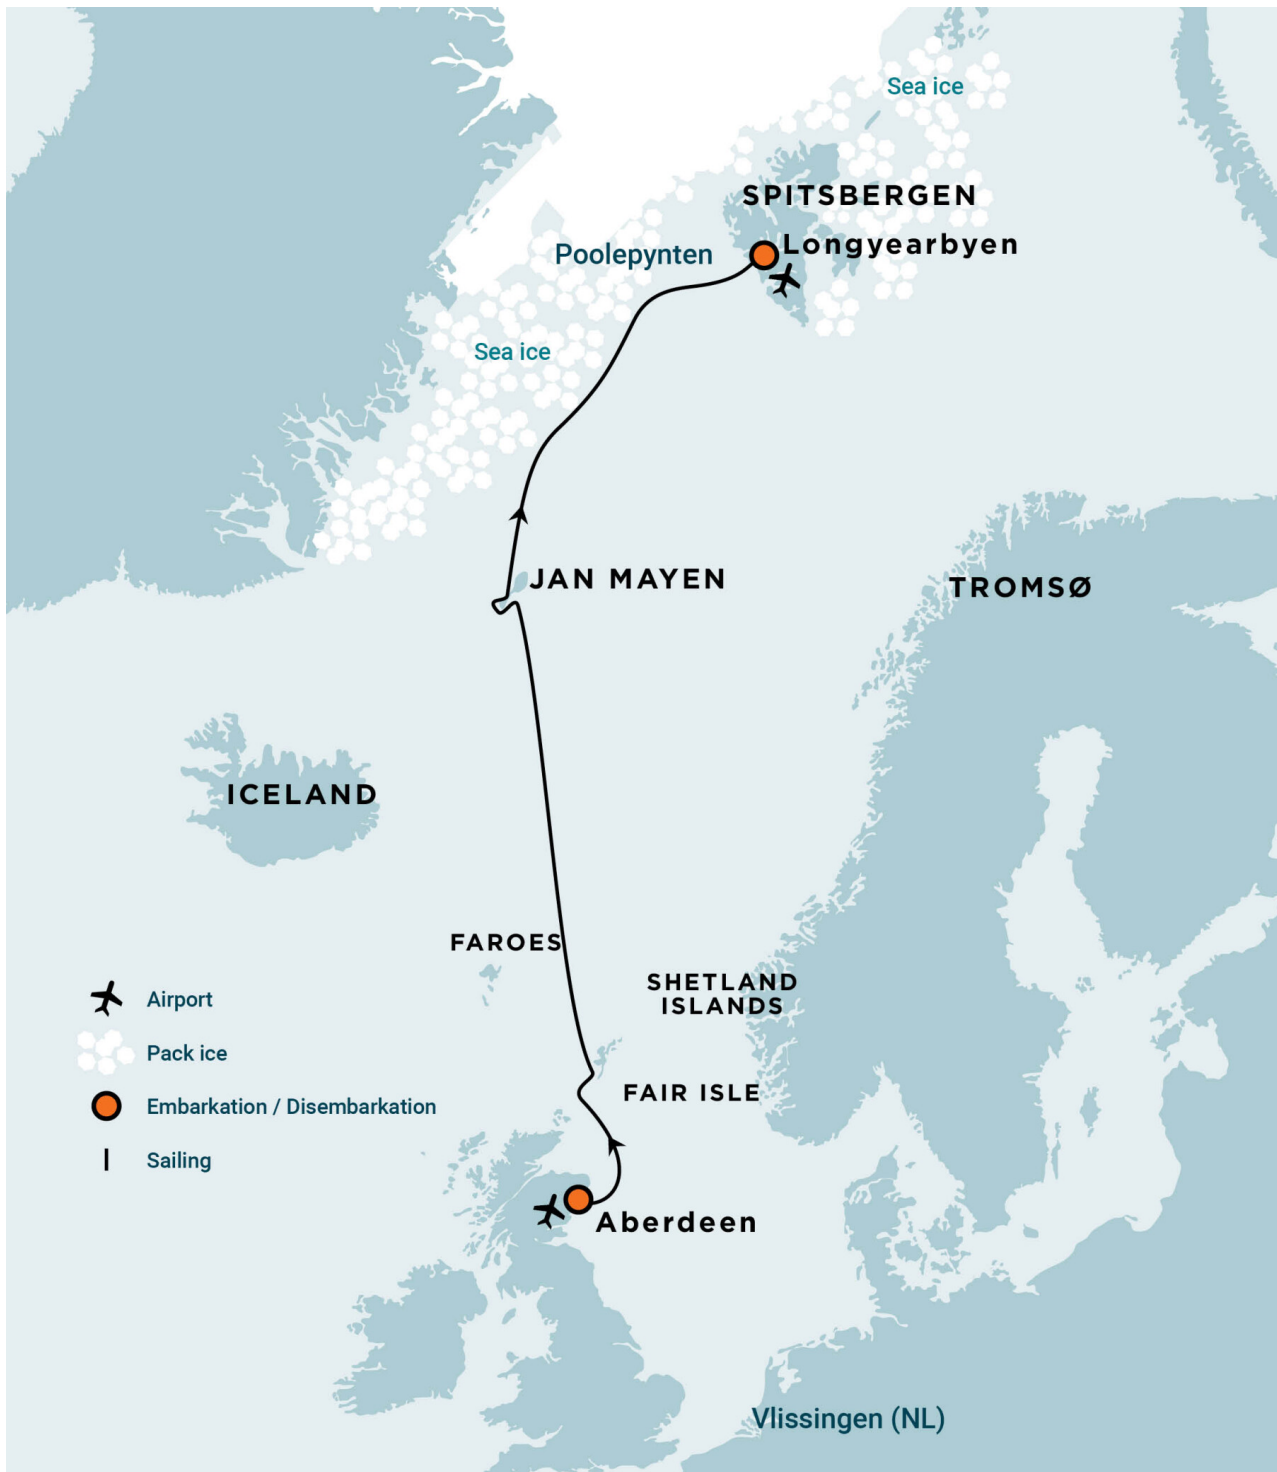 Sea ice
SPITSBERGEN
Longyearbyen
Poolepynten
Sea ice
JAN MAYEN
TROMSØ
ICELAND
FAROES
SHETLAND
ISLANDS
Airport
Pack ice
FAIR ISLE
Embarkation / Disembarkation
Sailing
Aberdeen
Vlissingen (NL)